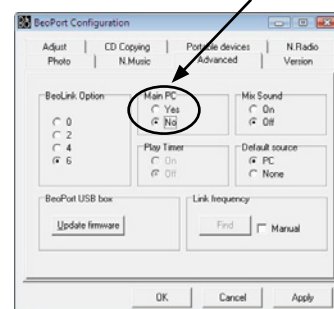 BeoPort Configuration
Adjust CD Copying Portable devices N.Radio
Photo N.Music Advanced Version
BeoLink Option Main PC Mix Sound
0 Yes On
2 No Off
4 Play Timer Default source
6 On PC
Off None
BeoPort USB box Link frequency
Update firmware Find Manual
OK Cancel Apply